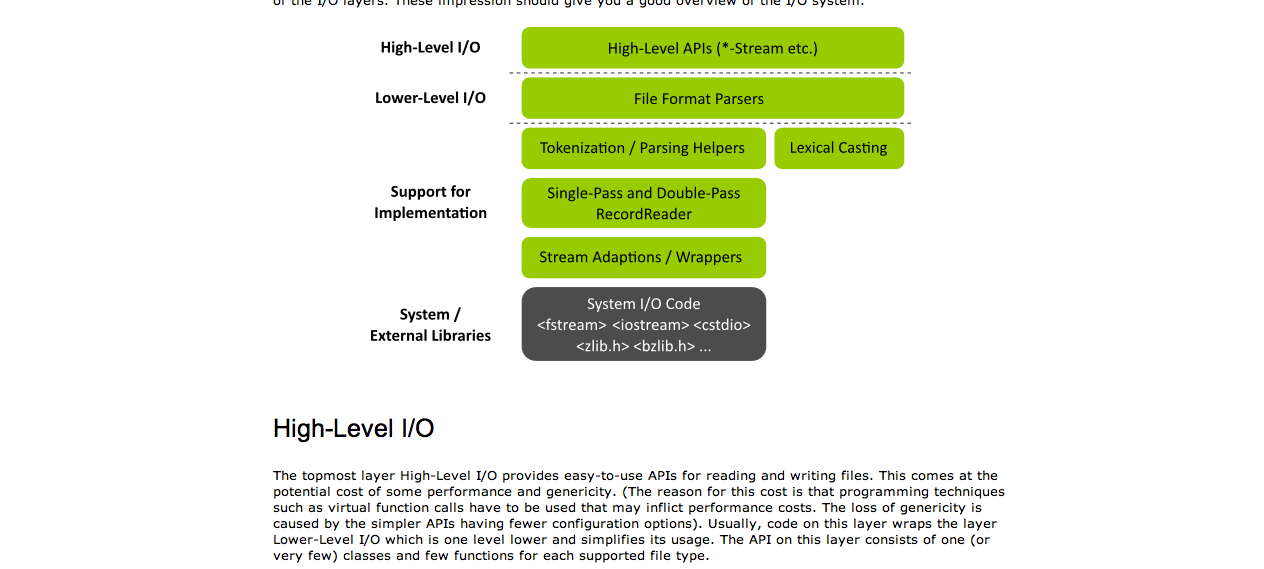 of the I/O layers. These impression should give you a good overview of the I/O system.
High-Level I/O
High-Level APIs (*-Stream etc.)
Lower-Level I/O
File Format Parsers
Tokenization / Parsing Helpers
Lexical Casting
Support for
Implementation
Single-Pass and Double-Pass
RecordReader
Stream Adaptions / Wrappers
System /
External Libraries
System I/O Code
<fstream> <iostream> <cstdio>
<zlib.h> <bzlib.h> ...
High-Level I/O
The topmost layer High-Level I/O provides easy-to-use APIs for reading and writing files. This comes at the
potential cost of some performance and genericity. (The reason for this cost is that programming techniques
such as virtual function calls have to be used that may inflict performance costs. The loss of genericity is
caused by the simpler APIs having fewer configuration options). Usually, code on this layer wraps the layer
Lower-Level I/O which is one level lower and simplifies its usage. The API on this layer consists of one (or
very few) classes and few functions for each supported file type.